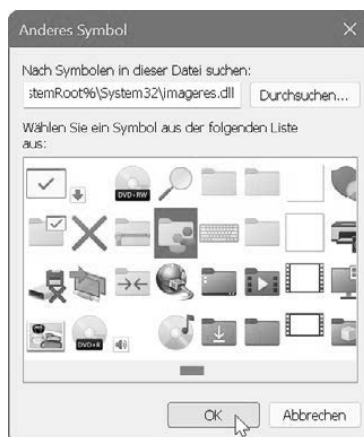 Anderes Symbol
Nach Symbolen in dieser Datei suchen:
stemRoot%\System32\imageres.dll
Durchsuchen...
Wählen Sie ein Symbol aus der folgenden Liste
aus:
DVD+RW
DVD+R
OK
Abbrechen